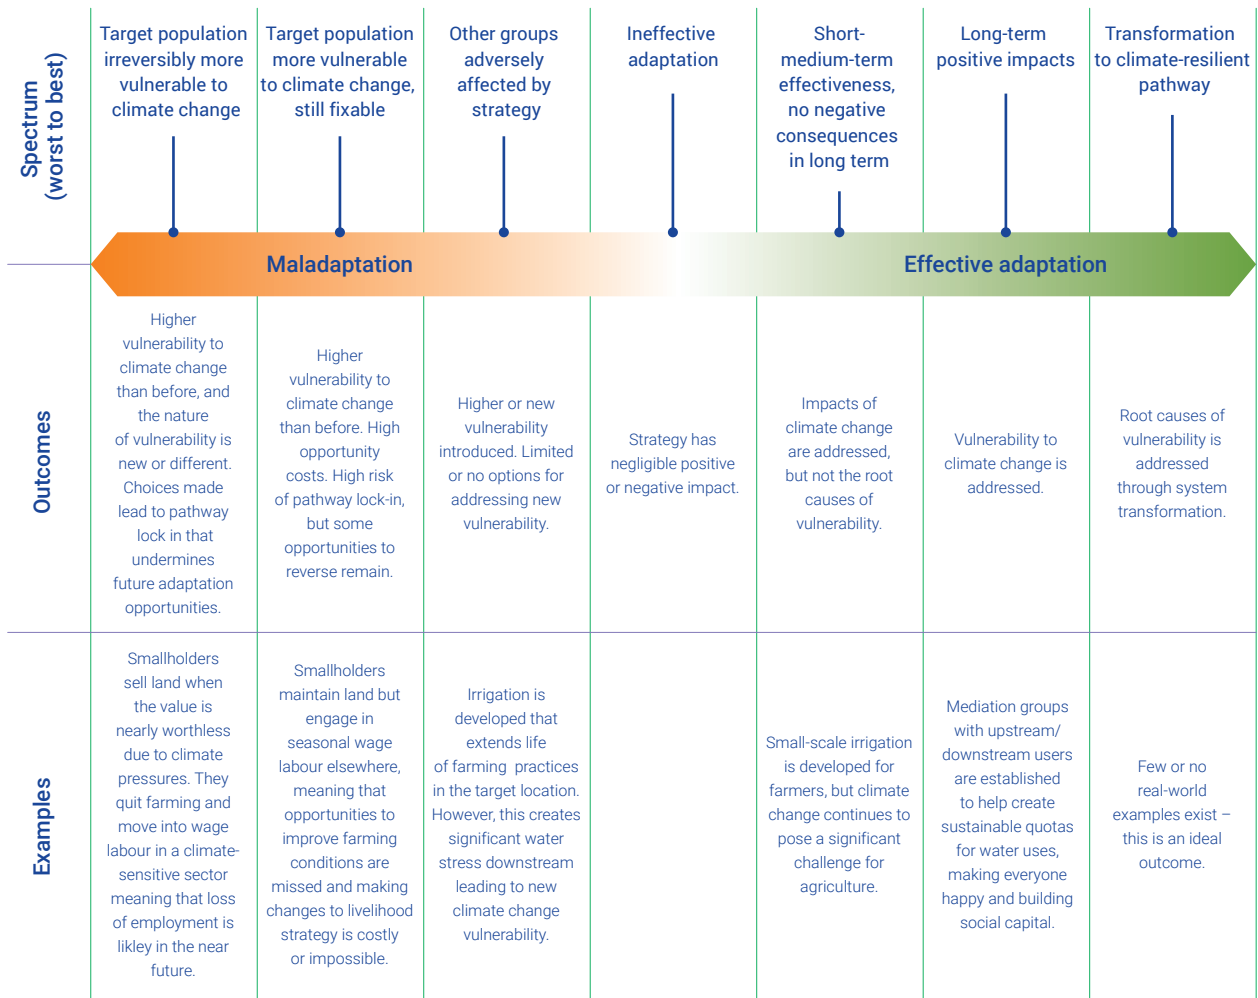 Spectrum
(worst to best)
Target population
irreversibly more
vulnerable to
climate change
Target population
more vulnerable
to climate change,
still fixable
Other groups
adversely
affected by
strategy
Ineffective
adaptation
Short-
medium-term
effectiveness,
no negative
consequences
in long term
Long-term
positive impacts
Transformation
to climate-resilient
pathway
Maladaptation
Effective adaptation
Outcomes
Higher
vulnerability to
climate change
than before, and
the nature
of vulnerability is
new or different.
Choices made
lead to pathway
lock in that
undermines
future adaptation
opportunities.
Higher
vulnerability to
climate change
than before. High
opportunity
costs. High risk
of pathway lock-in,
but some
opportunities to
reverse remain.
Higher or new
vulnerability
introduced. Limited
or no options for
addressing new
vulnerability.
Strategy has
negligible positive
or negative impact.
Impacts of
climate change
are addressed,
but not the root
causes of
vulnerability.
Vulnerability to
climate change is
addressed.
Root causes of
vulnerability is
addressed
through system
transformation.
Examples
Smallholders
sell land when
the value is
nearly worthless
due to climate
pressures. They
quit farming and
move into wage
labour in a climate-
sensitive sector
meaning that loss
of employment is
likley in the near
future.
Smallholders
maintain land but
engage in
seasonal wage
labour elsewhere,
meaning that
opportunities to
improve farming
conditions are
missed and making
changes to livelihood
strategy is costly
or impossible.
Irrigation is
developed that
extends life
of farming practices
in the target location.
However, this creates
significant water
stress downstream
leading to new
climate change
vulnerability.
Small-scale irrigation
is developed for
farmers, but climate
change continues to
pose a significant
challenge for
agriculture.
Mediation groups
with upstream/
downstream users
are established
to help create
sustainable quotas
for water uses,
making everyone
happy and building
social capital.
Few or no
real-world
examples exist –
this is an ideal
outcome.